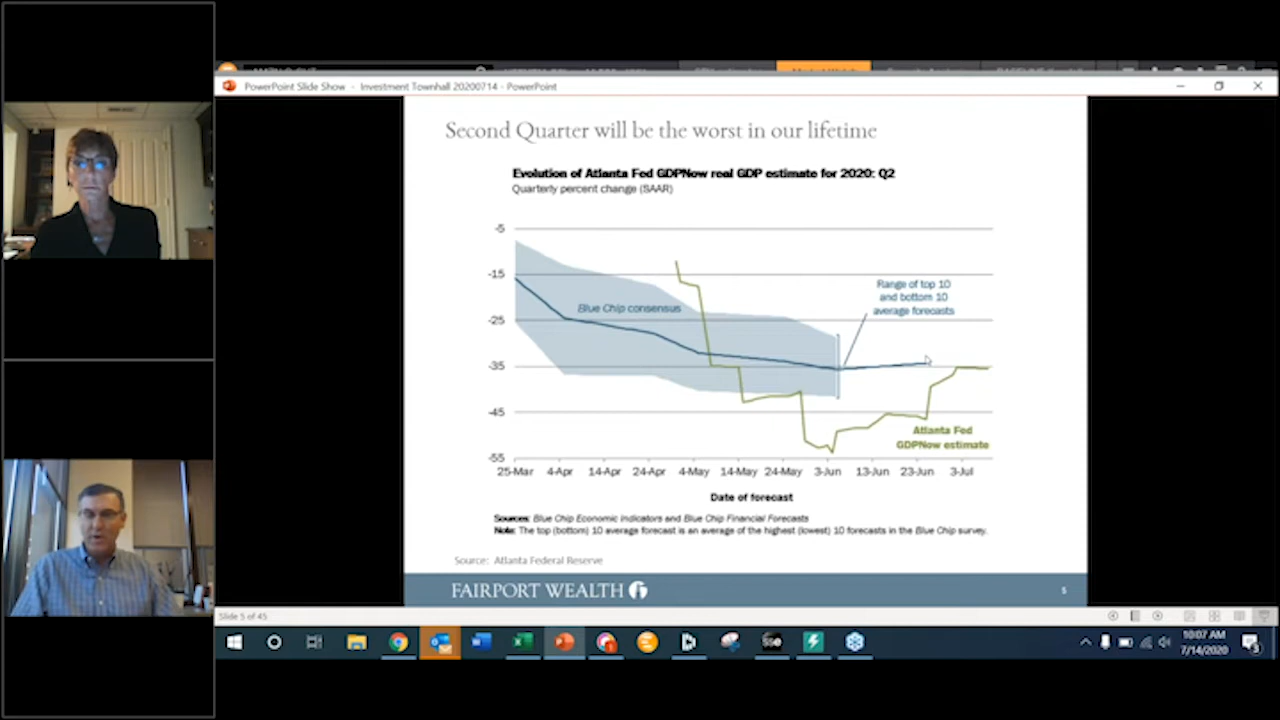 PowerPoint Slide Show - Investment Townhall 20200714 - PowerPoint
Second Quarter will be the worst in our lifetime
Evolution of Atlanta Fed GDPNow real GDP estimate for 2020: Q2
Quarterly percent change (SAAR)
-5
-15
-25
-35
-45
-55
Blue Chip consensus
Range of top 10
and bottom 10
average forecasts
Atlanta Fed
GDPNow estimate
25-Mar 4-Apr 14-Apr 24-Apr 4-May 14-May 24-May 3-Jun 13-Jun 23-Jun 3-Jul
Date of forecast
Sources: Blue Chip Economic Indicators and Blue Chip Financial Forecasts
Note: The top (bottom) 10 average forecast is an average of the highest (lowest) 10 forecasts in the Blue Chip survey.
Source: Atlanta Federal Reserve
FAIRPORT WEALTH
5
Slide 5 of 45
10:07 AM
7/14/2020
3